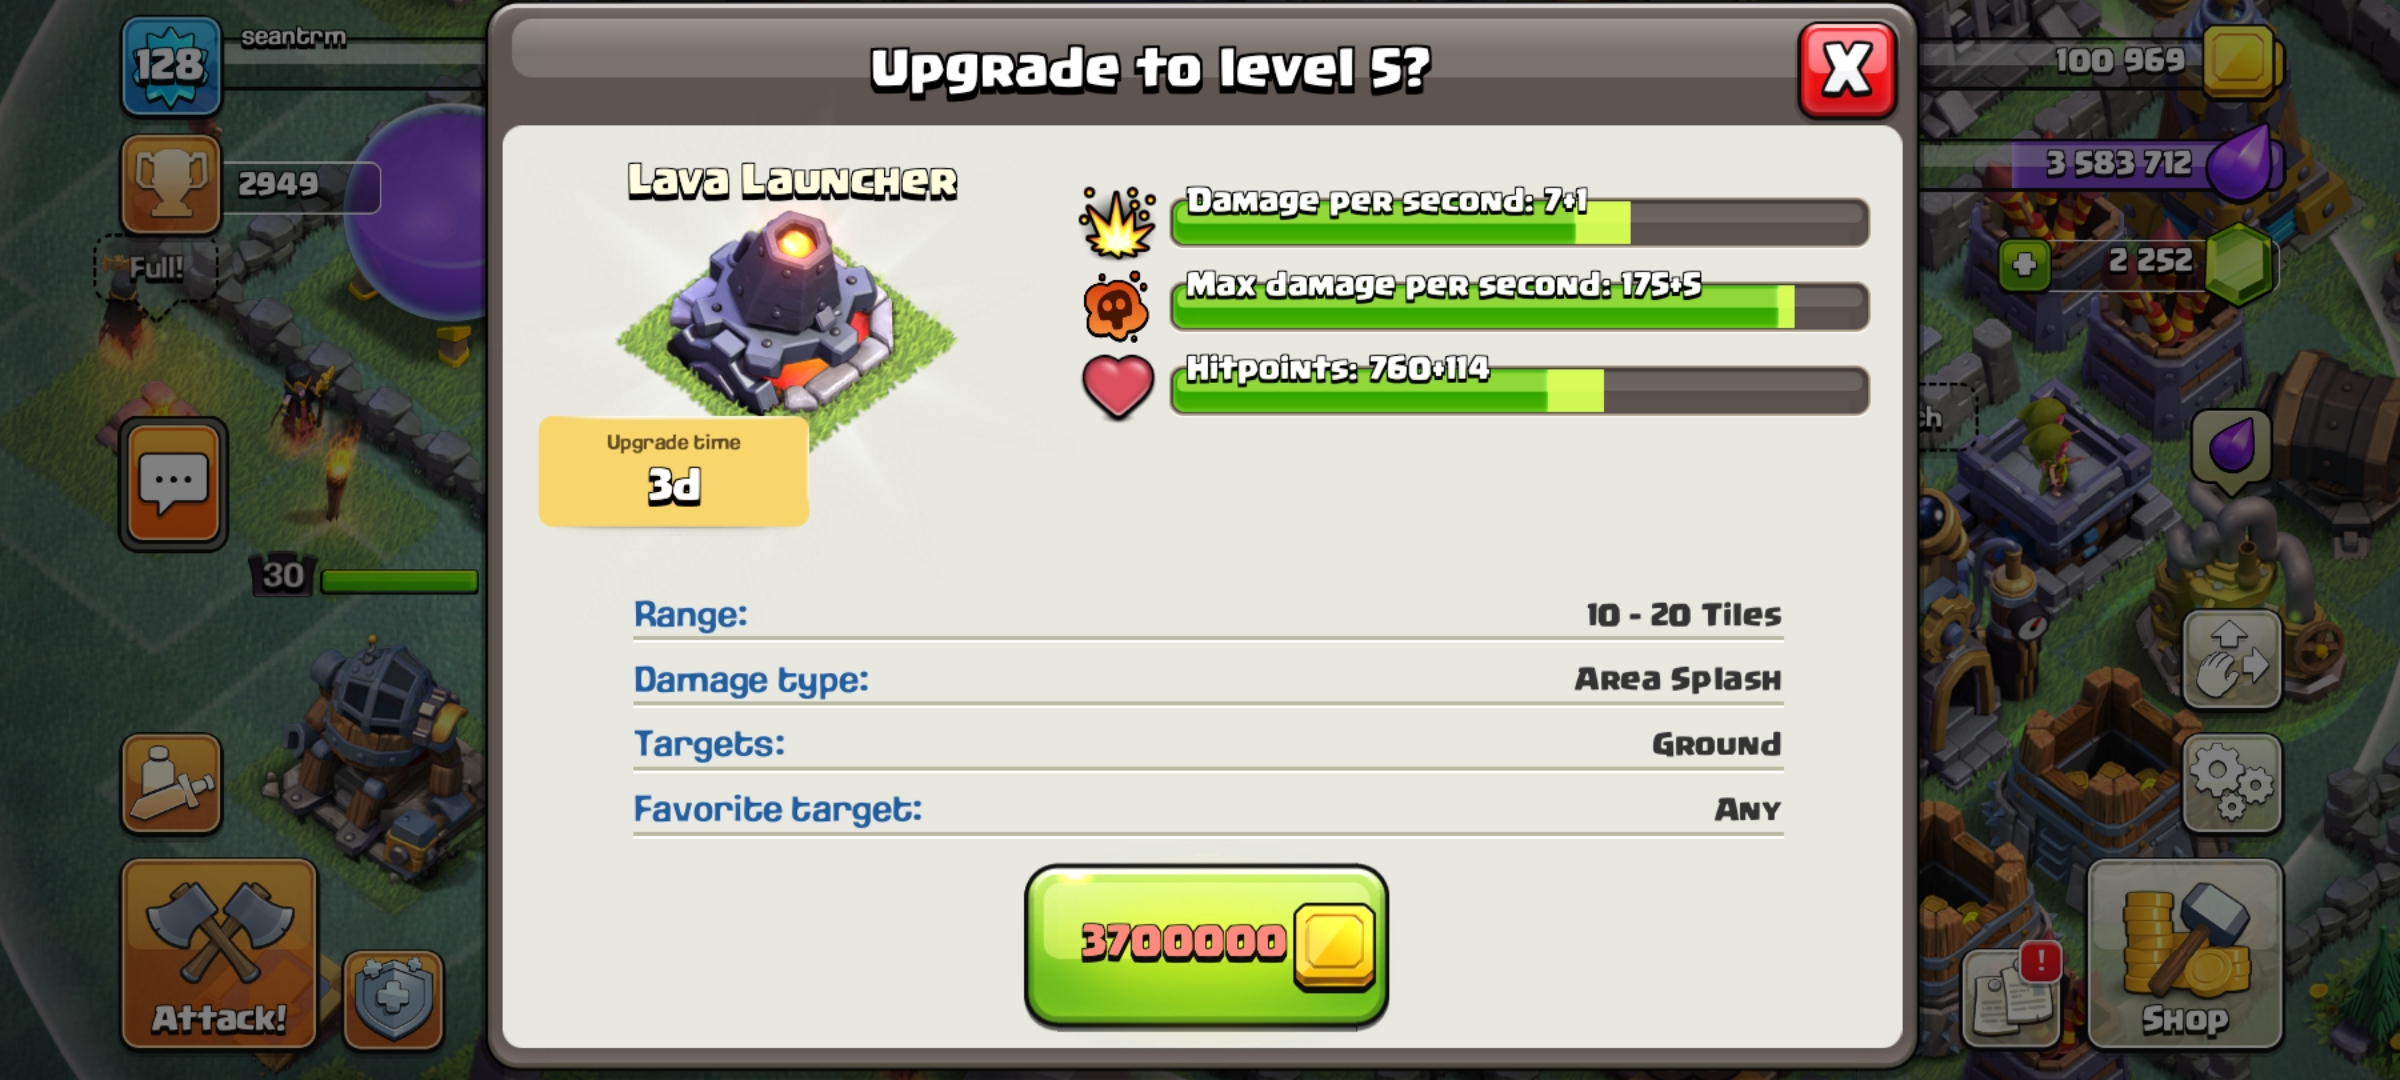 128
seantrm
2949
Full!
30
Attack!
Upgrade to level 5?
X
Lava Launcher
Upgrade time
3d
Damage per second: 7+1
Max damage per second: 175+5
Hitpoints: 760+114
Range: 10 - 20 Tiles
Damage type: Area Splash
Targets: Ground
Favorite target: Any
3700000
100 969
3 583 712
2 252
!
Shop